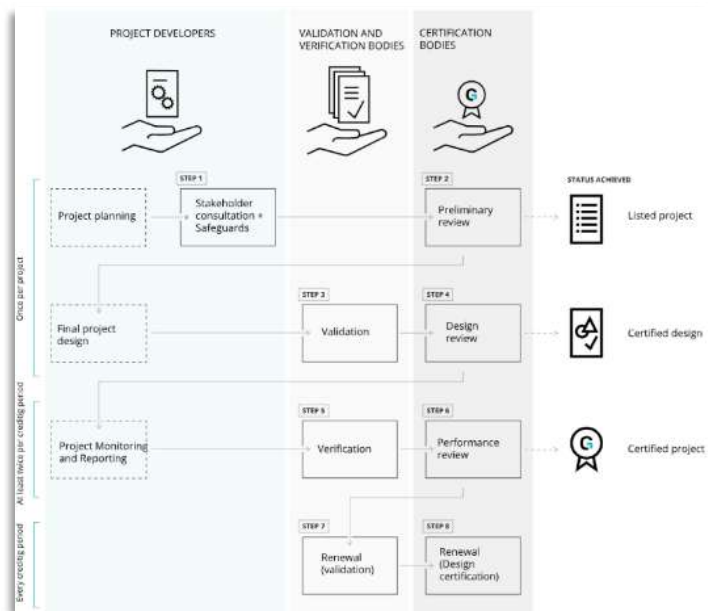 PROJECT DEVELOPERS
VALIDATION AND
VERIFICATION BODIES
CERTIFICATION
BODIES
G
STEP 1
STEP 2
STATUS ACHIEVED
Once per project
Project planning
Stakeholder
consultation +
Safeguards
Preliminary
review
Listed project
STEP 3
STEP 4
Final project
design
Validation
Design
review
Certified design
At least twice per crediting period
STEP 5
STEP 6
Project Monitoring
and Reporting
Verification
Performance
review
G
Certified project
Every crediting period
STEP 7
STEP 8
Renewal
(validation)
Renewal
(Design
certification)